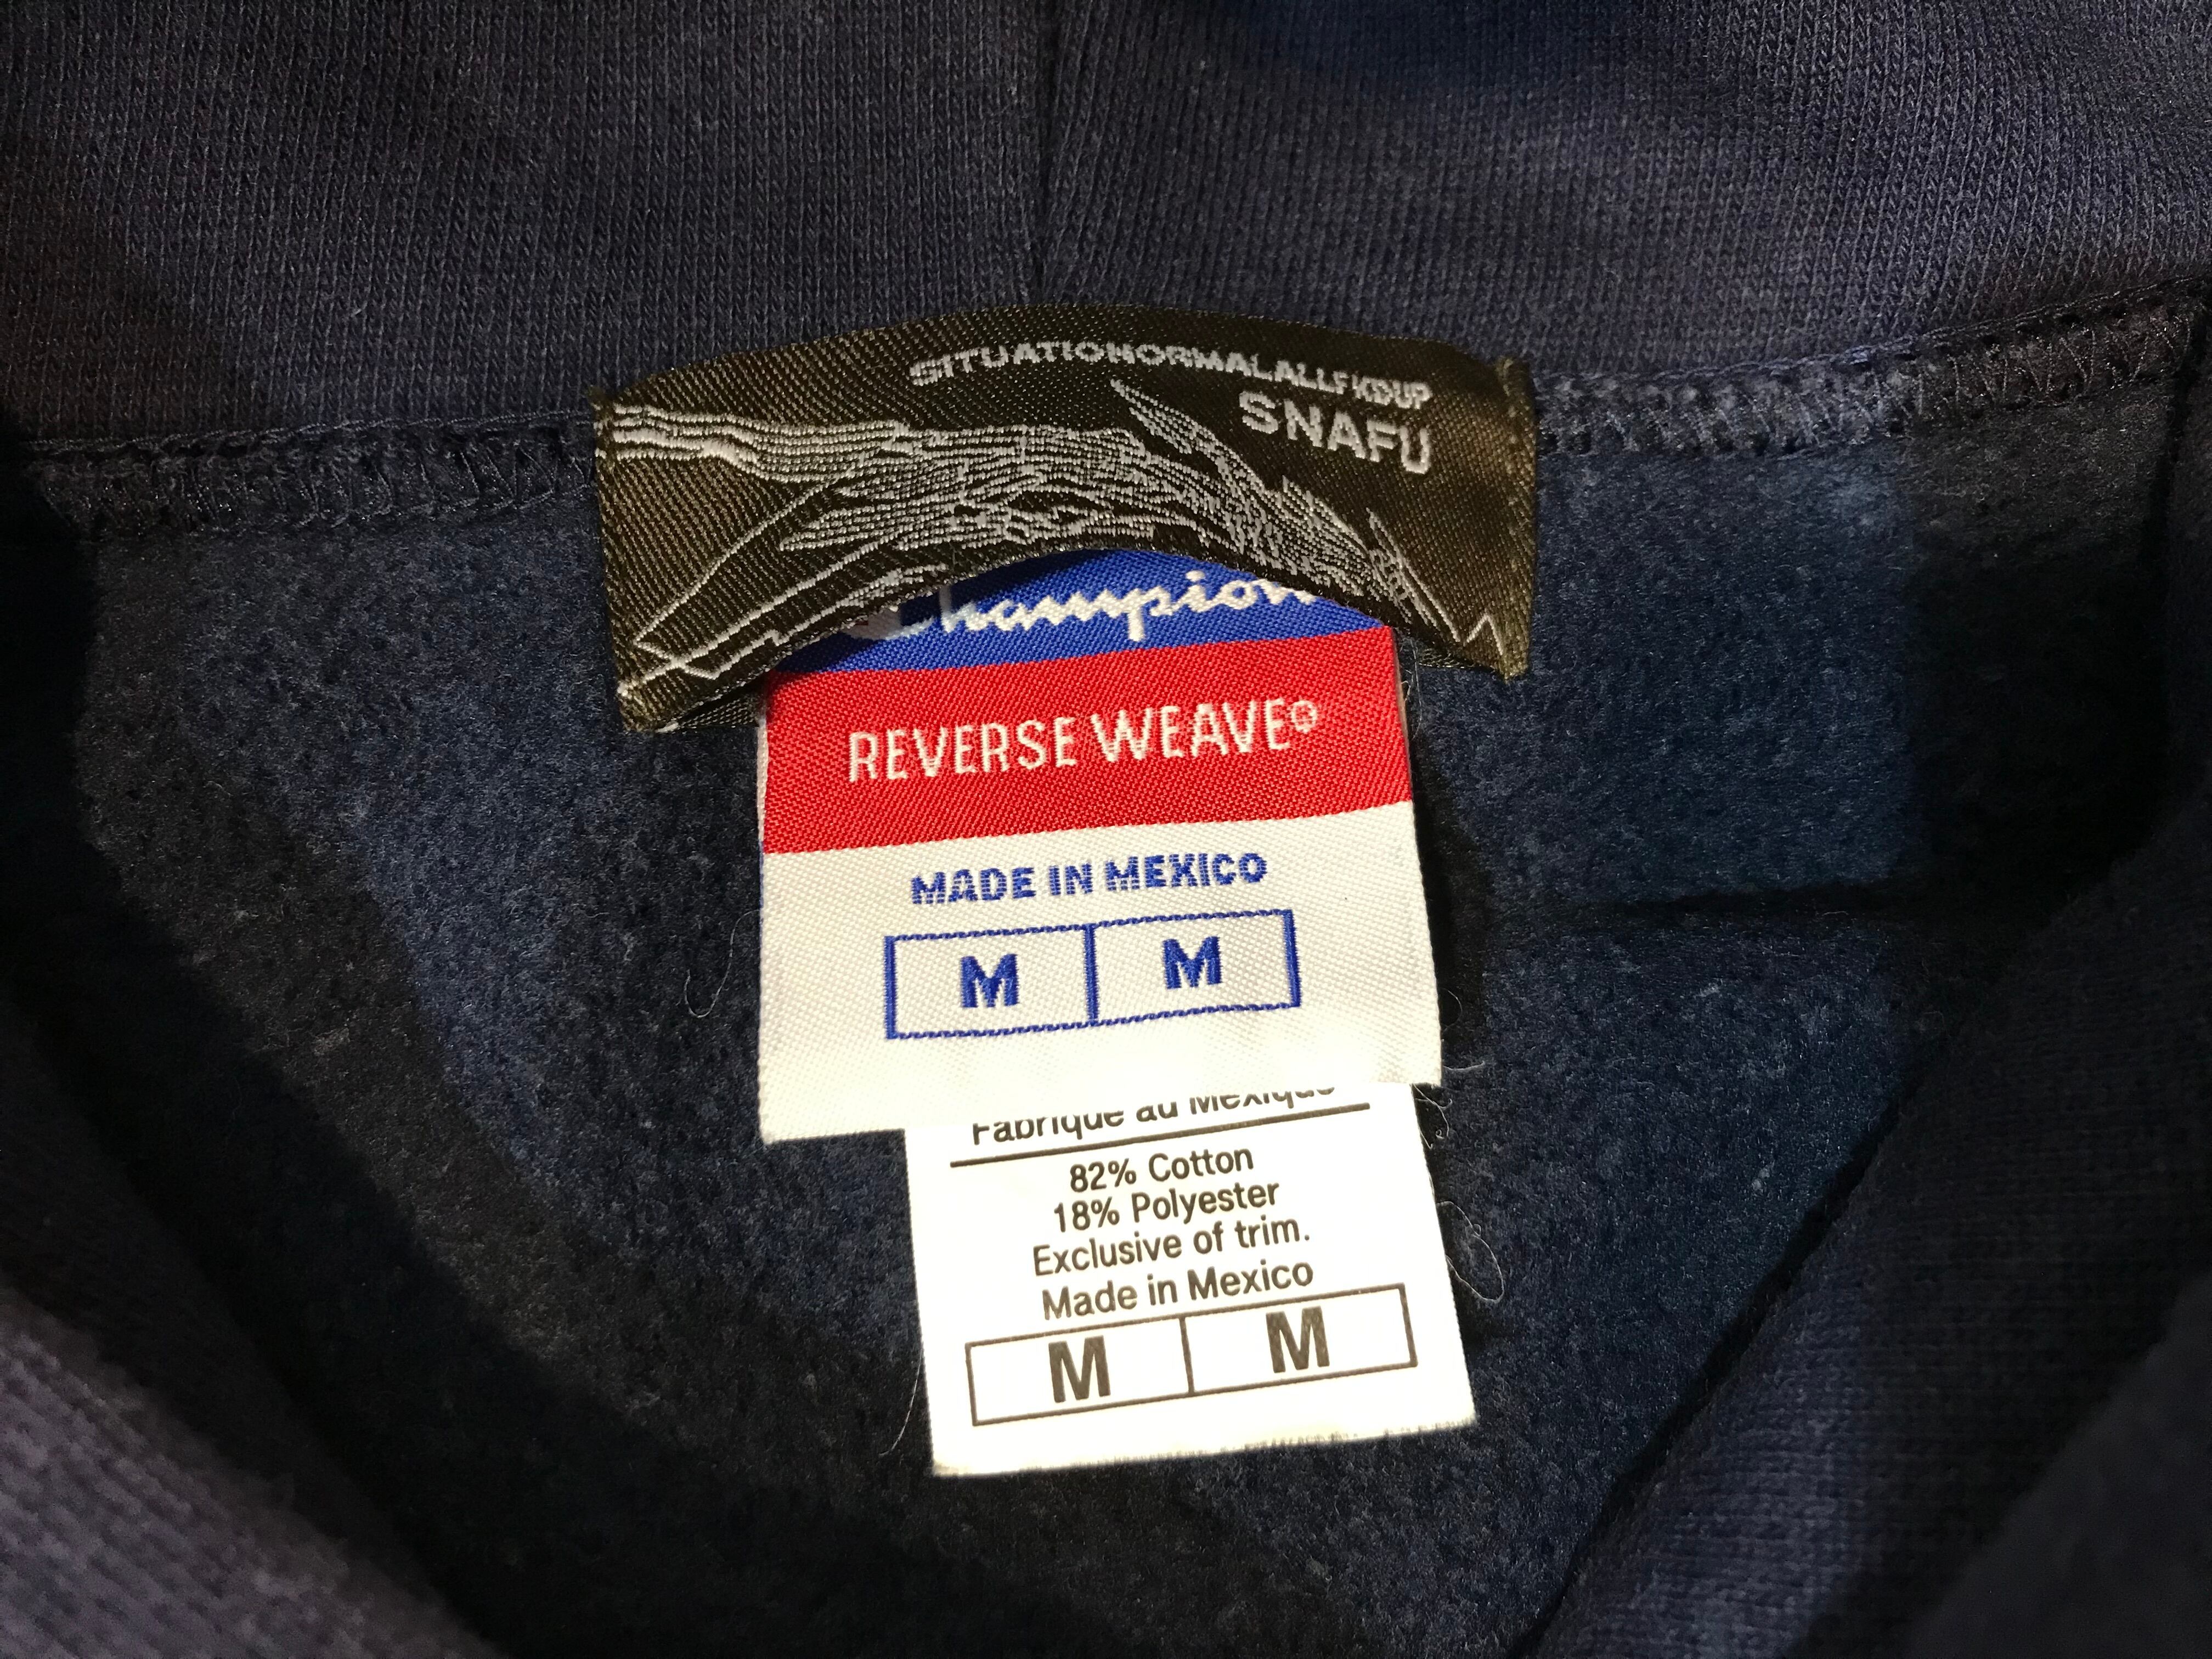 SITUATIONORMALALLFKDUP
SNAFU
Champion
REVERSE WEAVE®
MADE IN MEXICO
M M
Fabrique au Mexique
82% Cotton
18% Polyester
Exclusive of trim.
Made in Mexico
M M